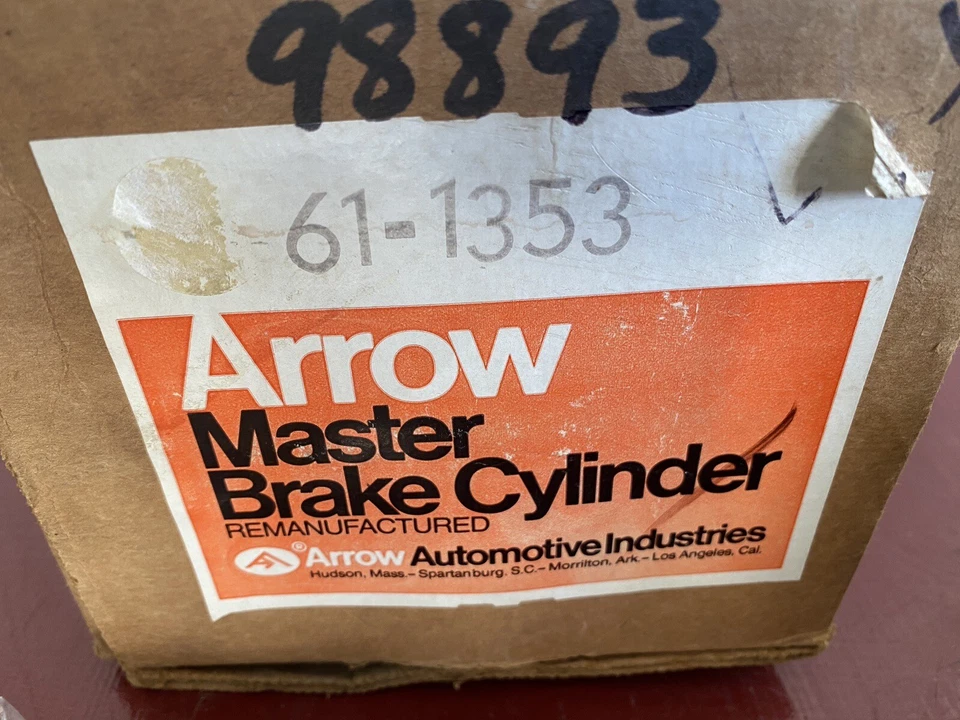 98893
61-1353
Arrow
Master
Brake Cylinder
REMANUFACTURED
® Arrow Automotive Industries
Hudson, Mass.– Spartanburg, S.C.– Morrilton, Ark.– Los Angeles, Cal.